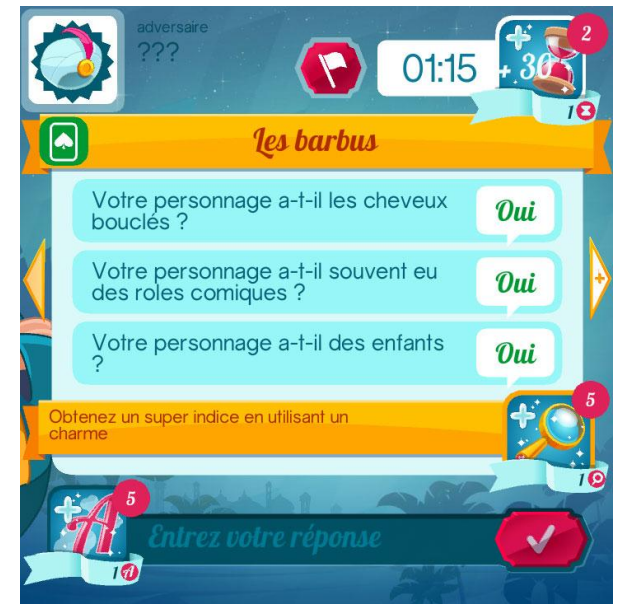 adversaire
???
01:15
+ 30
2
1
Les barbus
Votre personnage a-t-il les cheveux
bouclés ?
Oui
Votre personnage a-t-il souvent eu
des roles comiques ?
Oui
Votre personnage a-t-il des enfants
?
Oui
Obtenez un super indice en utilisant un
charme
5
1
A
5
1 A
Entrez votre réponse